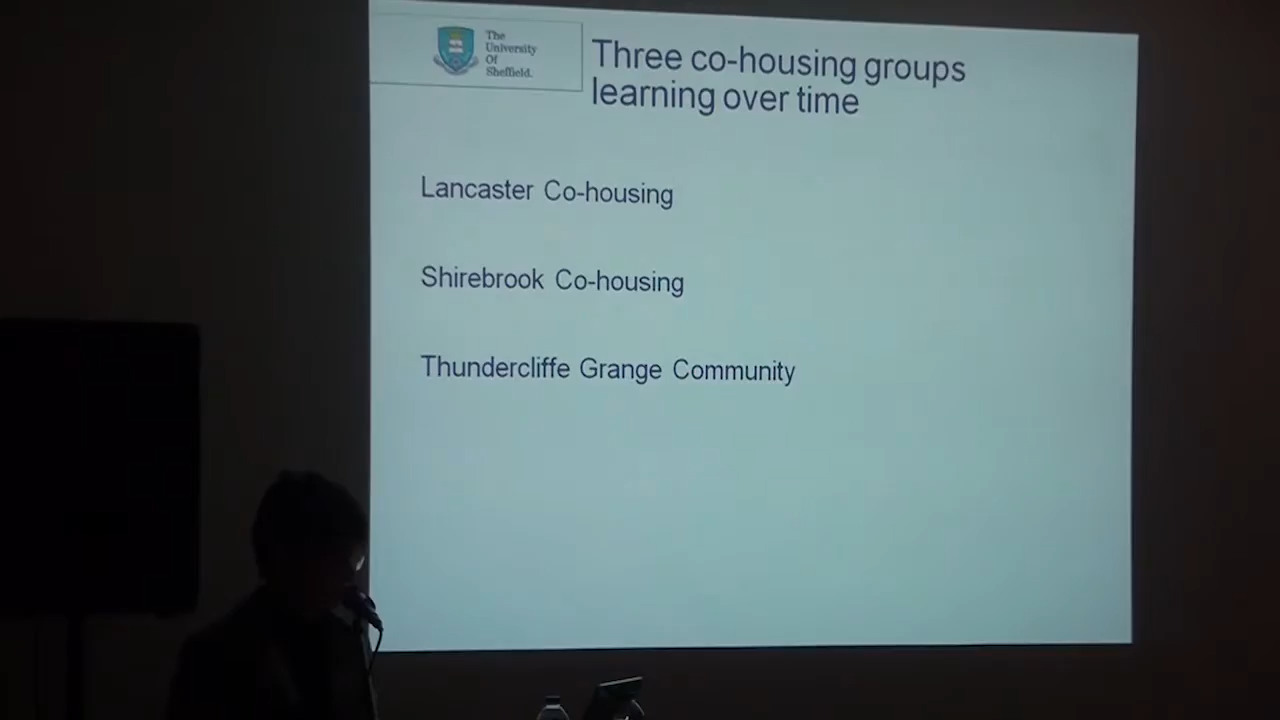 The
University
Of
Sheffield.
Three co-housing groups
learning over time
Lancaster Co-housing
Shirebrook Co-housing
Thundercliffe Grange Community